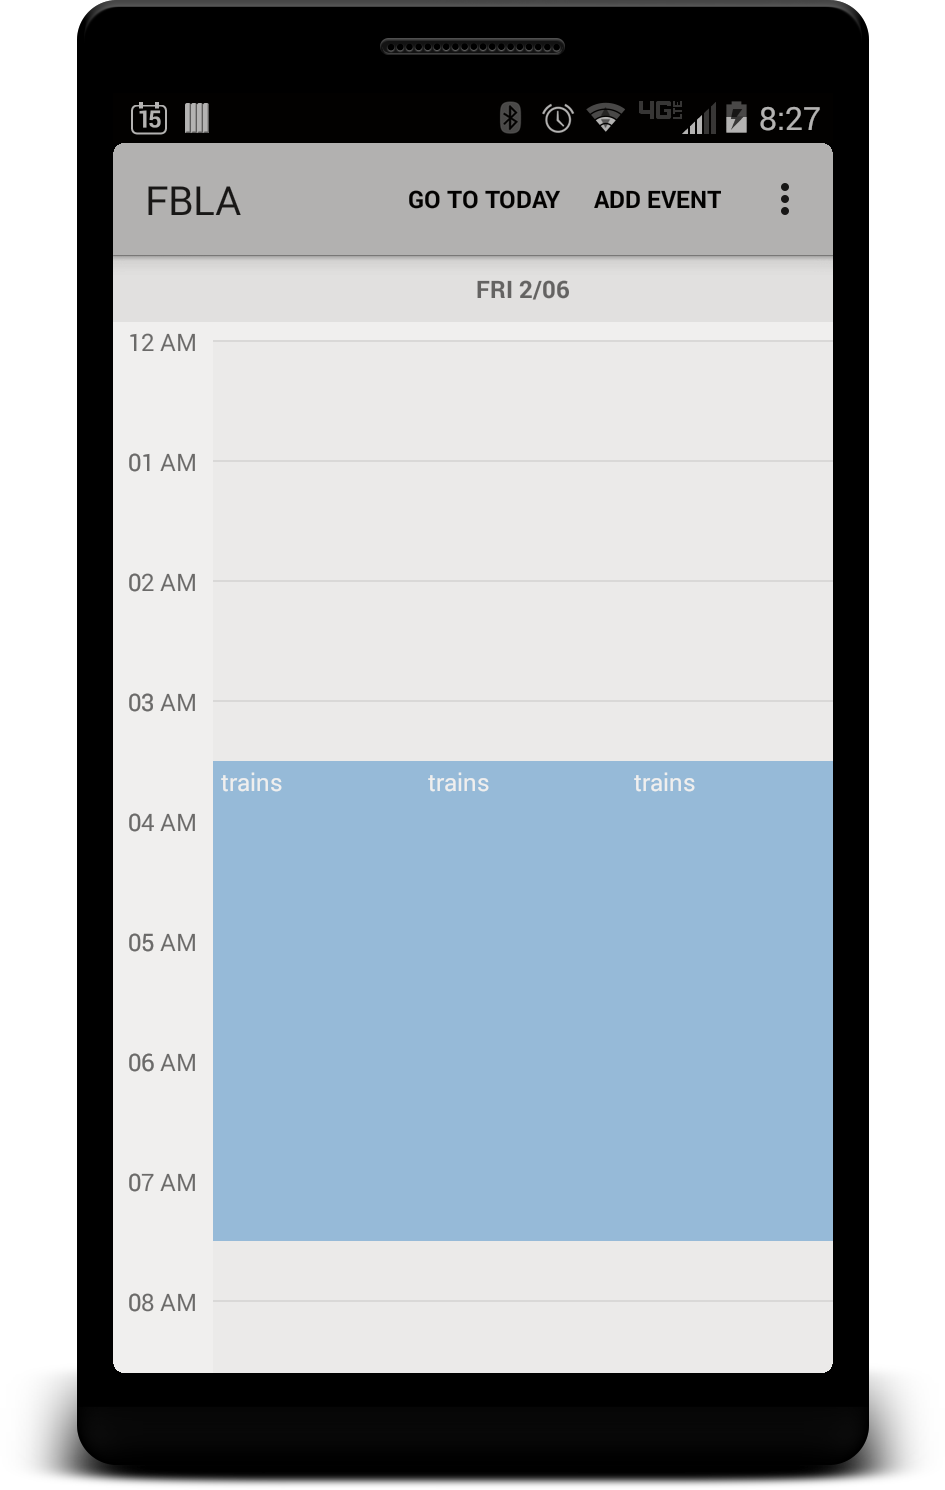 15 4G LTE 8:27
FBLA GO TO TODAY ADD EVENT
FRI 2/06
12 AM
01 AM
02 AM
03 AM
trains trains trains
04 AM
05 AM
06 AM
07 AM
08 AM